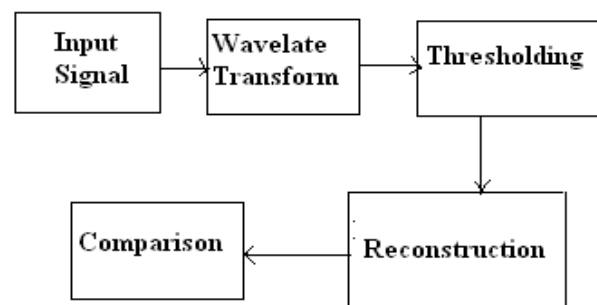 Input
Signal
Wavelate
Transform
Thresholding
Reconstruction
Comparison